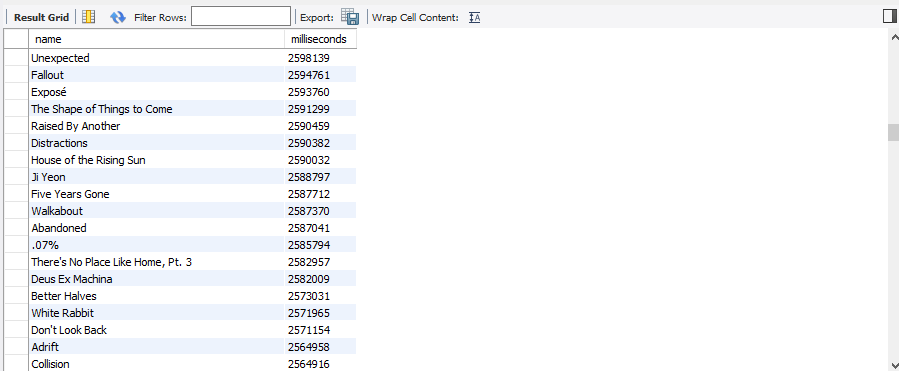 Result Grid Filter Rows: Export: Wrap Cell Content: IA
name milliseconds
Unexpected 2598139
Fallout 2594761
Exposé 2593760
The Shape of Things to Come 2591299
Raised By Another 2590459
Distractions 2590382
House of the Rising Sun 2590032
Ji Yeon 2588797
Five Years Gone 2587712
Walkabout 2587370
Abandoned 2587041
.07% 2585794
There's No Place Like Home, Pt. 3 2582957
Deus Ex Machina 2582009
Better Halves 2573031
White Rabbit 2571965
Don't Look Back 2571154
Adrift 2564958
Collision 2564916